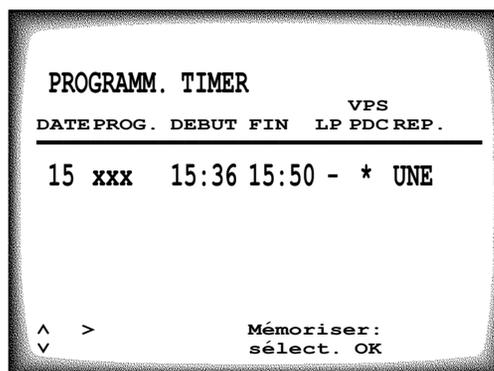 PROGRAMM. TIMER
VPS
DATE PROG. DEBUT FIN LP PDC REP.
15 xxx 15:36 15:50 - * UNE
^ > Mémoriser:
v sélect. OK